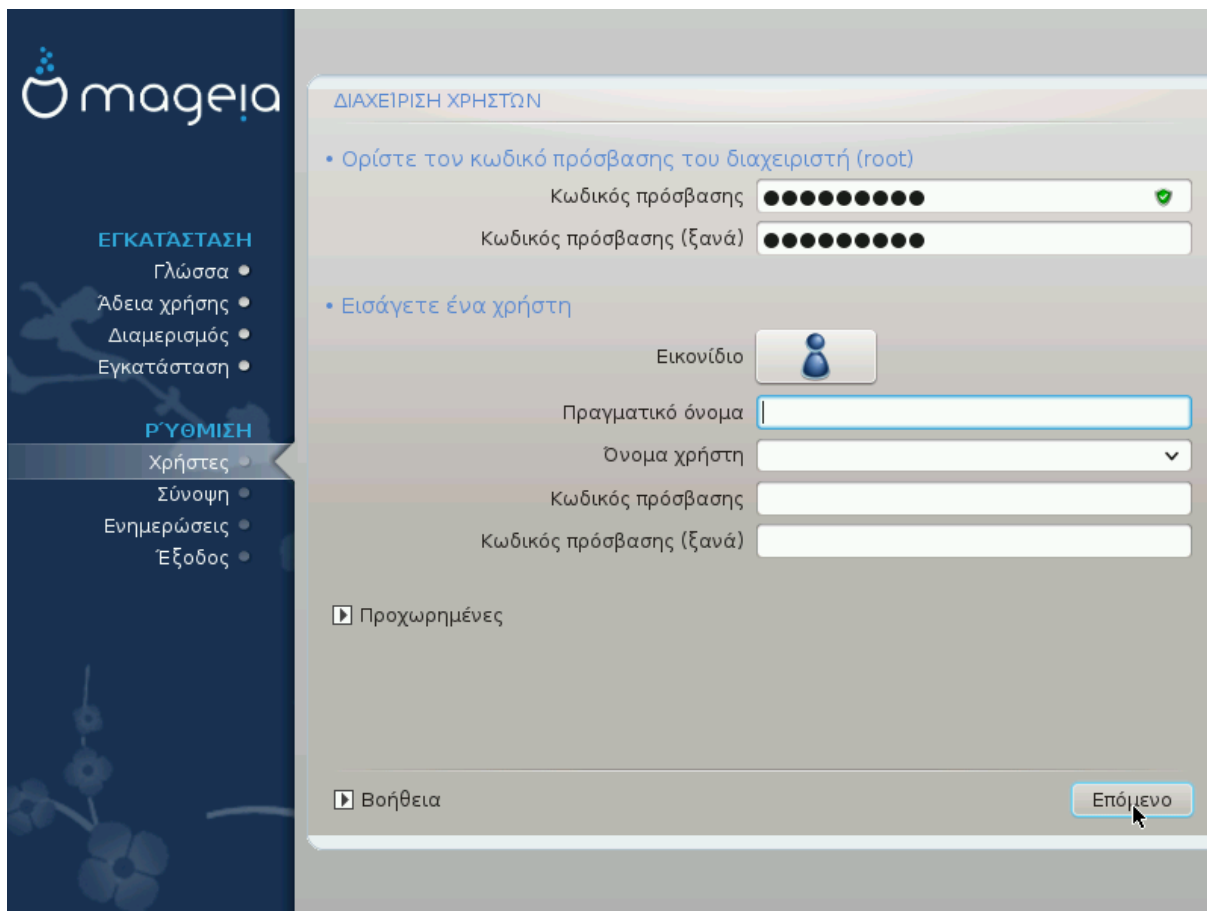 mageia
ΕΓΚΑΤΆΣΤΑΣΗ
Γλώσσα
Άδεια χρήσης
Διαμερισμός
Εγκατάσταση
ΡΎΘΜΙΣΗ
Χρήστες
Σύνοψη
Ενημερώσεις
Έξοδος
ΔΙΑΧΕΊΡΙΣΗ ΧΡΗΣΤΏΝ
• Ορίστε τον κωδικό πρόσβασης του διαχειριστή (root)
Κωδικός πρόσβασης ●●●●●●●●●
Κωδικός πρόσβασης (ξανά) ●●●●●●●●●
• Εισάγετε ένα χρήστη
Εικονίδιο
Πραγματικό όνομα
Όνομα χρήστη
Κωδικός πρόσβασης
Κωδικός πρόσβασης (ξανά)
Προχωρημένες
Βοήθεια
Επόμενο